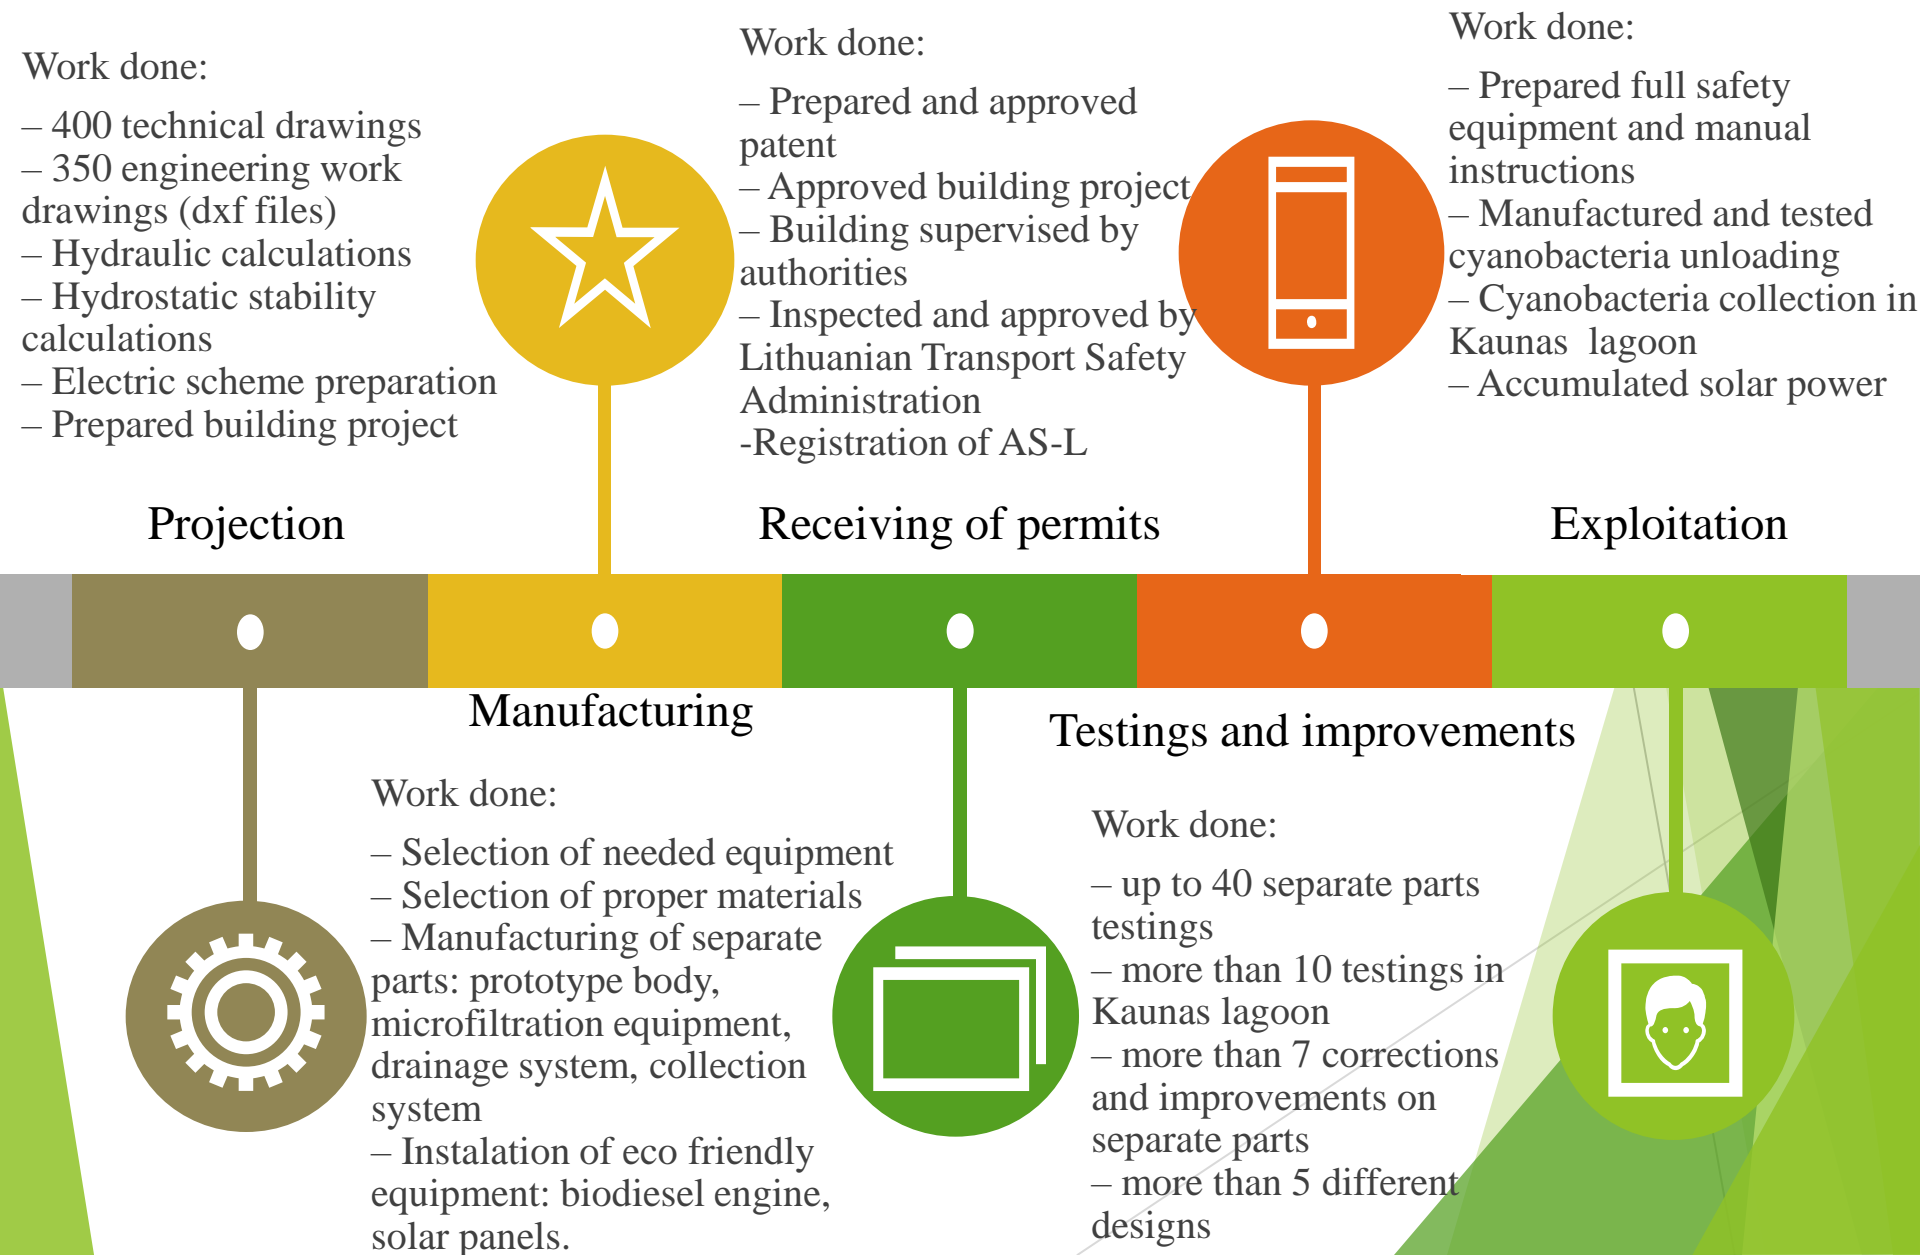 Work done:
– 400 technical drawings
– 350 engineering work
drawings (dxf files)
– Hydraulic calculations
– Hydrostatic stability
calculations
– Electric scheme preparation
– Prepared building project
Projection
Work done:
– Prepared and approved
patent
– Approved building project
– Building supervised by
authorities
– Inspected and approved by
Lithuanian Transport Safety
Administration
-Registration of AS-L
Receiving of permits
Work done:
– Prepared full safety
equipment and manual
instructions
– Manufactured and tested
cyanobacteria unloading
– Cyanobacteria collection in
Kaunas  lagoon
– Accumulated solar power
Exploitation
Manufacturing
Work done:
– Selection of needed equipment
– Selection of proper materials
– Manufacturing of separate
parts: prototype body,
microfiltration equipment,
drainage system, collection
system
– Instalation of eco friendly
equipment: biodiesel engine,
solar panels.
Testings and improvements
Work done:
– up to 40 separate parts
testings
– more than 10 testings in
Kaunas lagoon
– more than 7 corrections
and improvements on
separate parts
– more than 5 different
designs